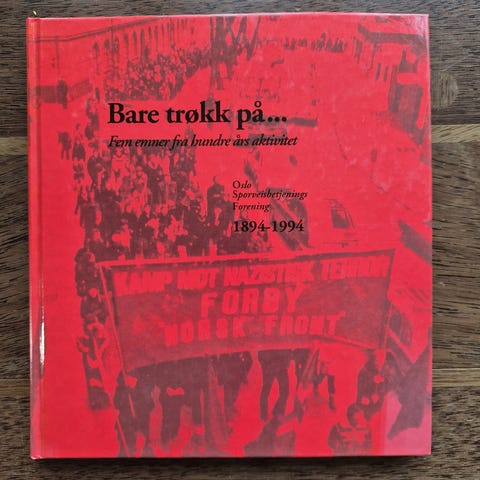 Bare trøkk på...
Fem emner fra hundre års aktivitet
Oslo
Sporveisbetjenings
Forening
1894-1994
KAMP MOT NAZISTISK TERROR
FORBY
NORSK FRONT